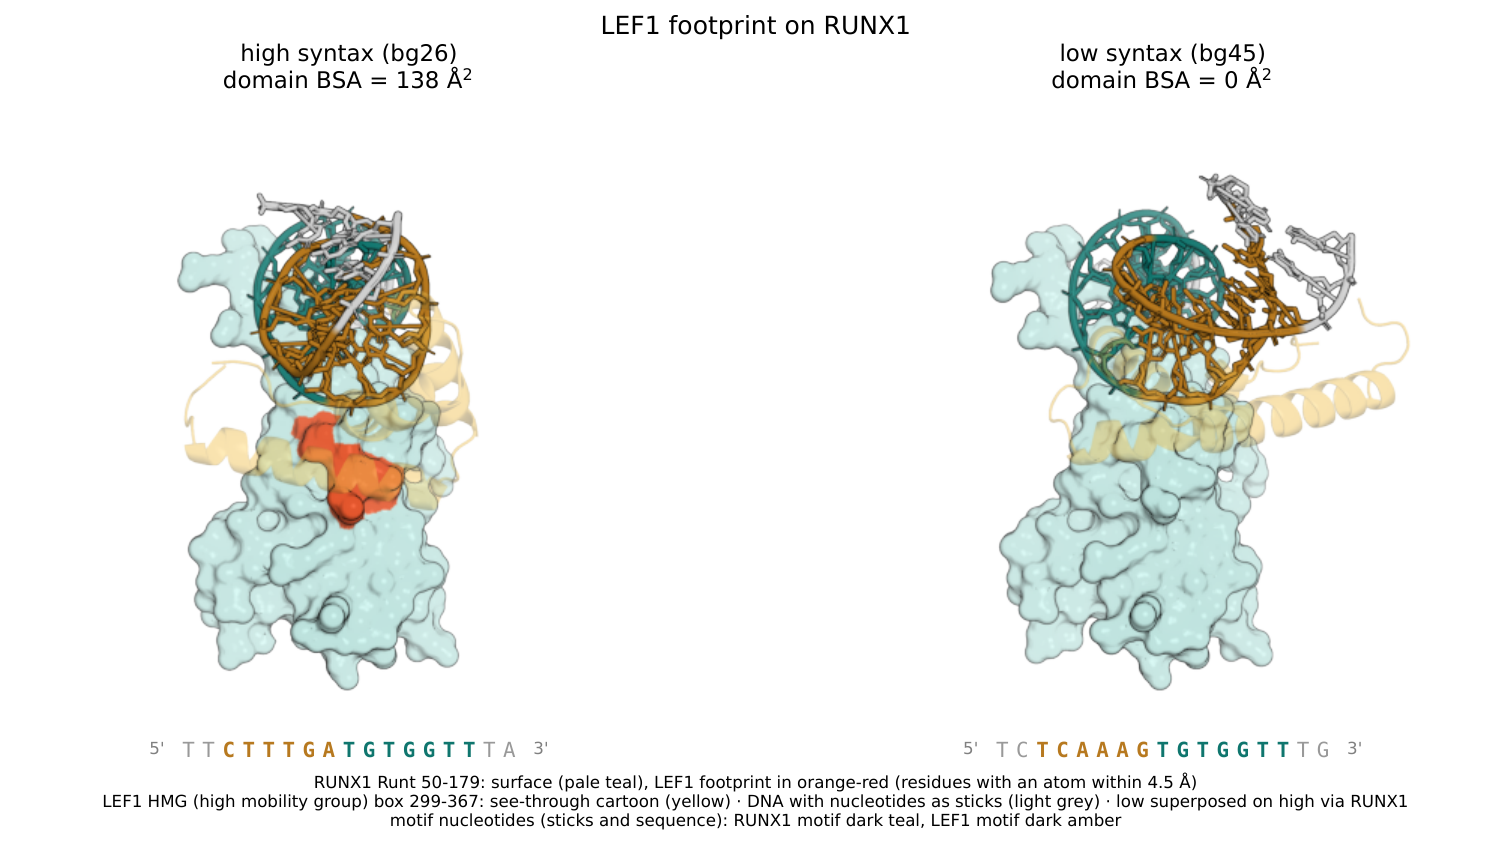 LEF1 footprint on RUNX1
high syntax (bg26)
domain BSA = 138 Å²
low syntax (bg45)
domain BSA = 0 Å²
5' TTCTTTGATGTGGTTTA 3'
5' TCTCAAAGTGTGGTTTG 3'
RUNX1 Runt 50-179: surface (pale teal), LEF1 footprint in orange-red (residues with an atom within 4.5 Å)
LEF1 HMG (high mobility group) box 299-367: see-through cartoon (yellow) · DNA with nucleotides as sticks (light grey) · low superposed on high via RUNX1
motif nucleotides (sticks and sequence): RUNX1 motif dark teal, LEF1 motif dark amber